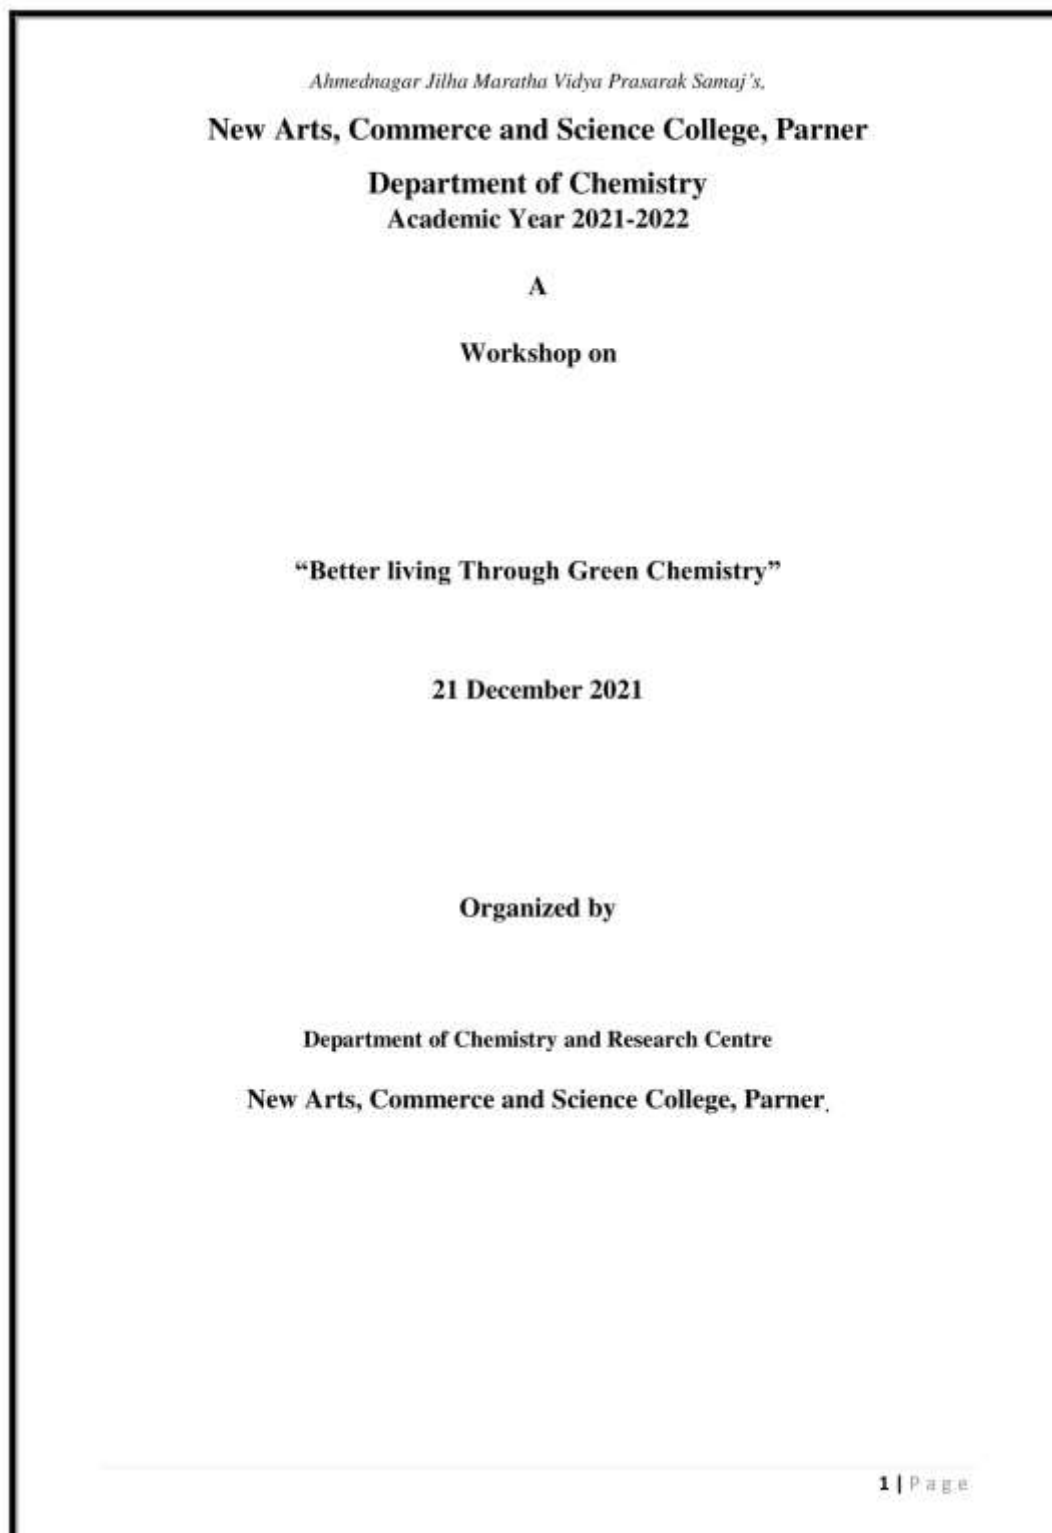 Ahmednagar Jilha Maratha Vidya Prasarak Samaj's,
New Arts, Commerce and Science College, Parner
Department of Chemistry
Academic Year 2021-2022
A
Workshop on
“Better living Through Green Chemistry”
21 December 2021
Organized by
Department of Chemistry and Research Centre
New Arts, Commerce and Science College, Parner.
1 | Page